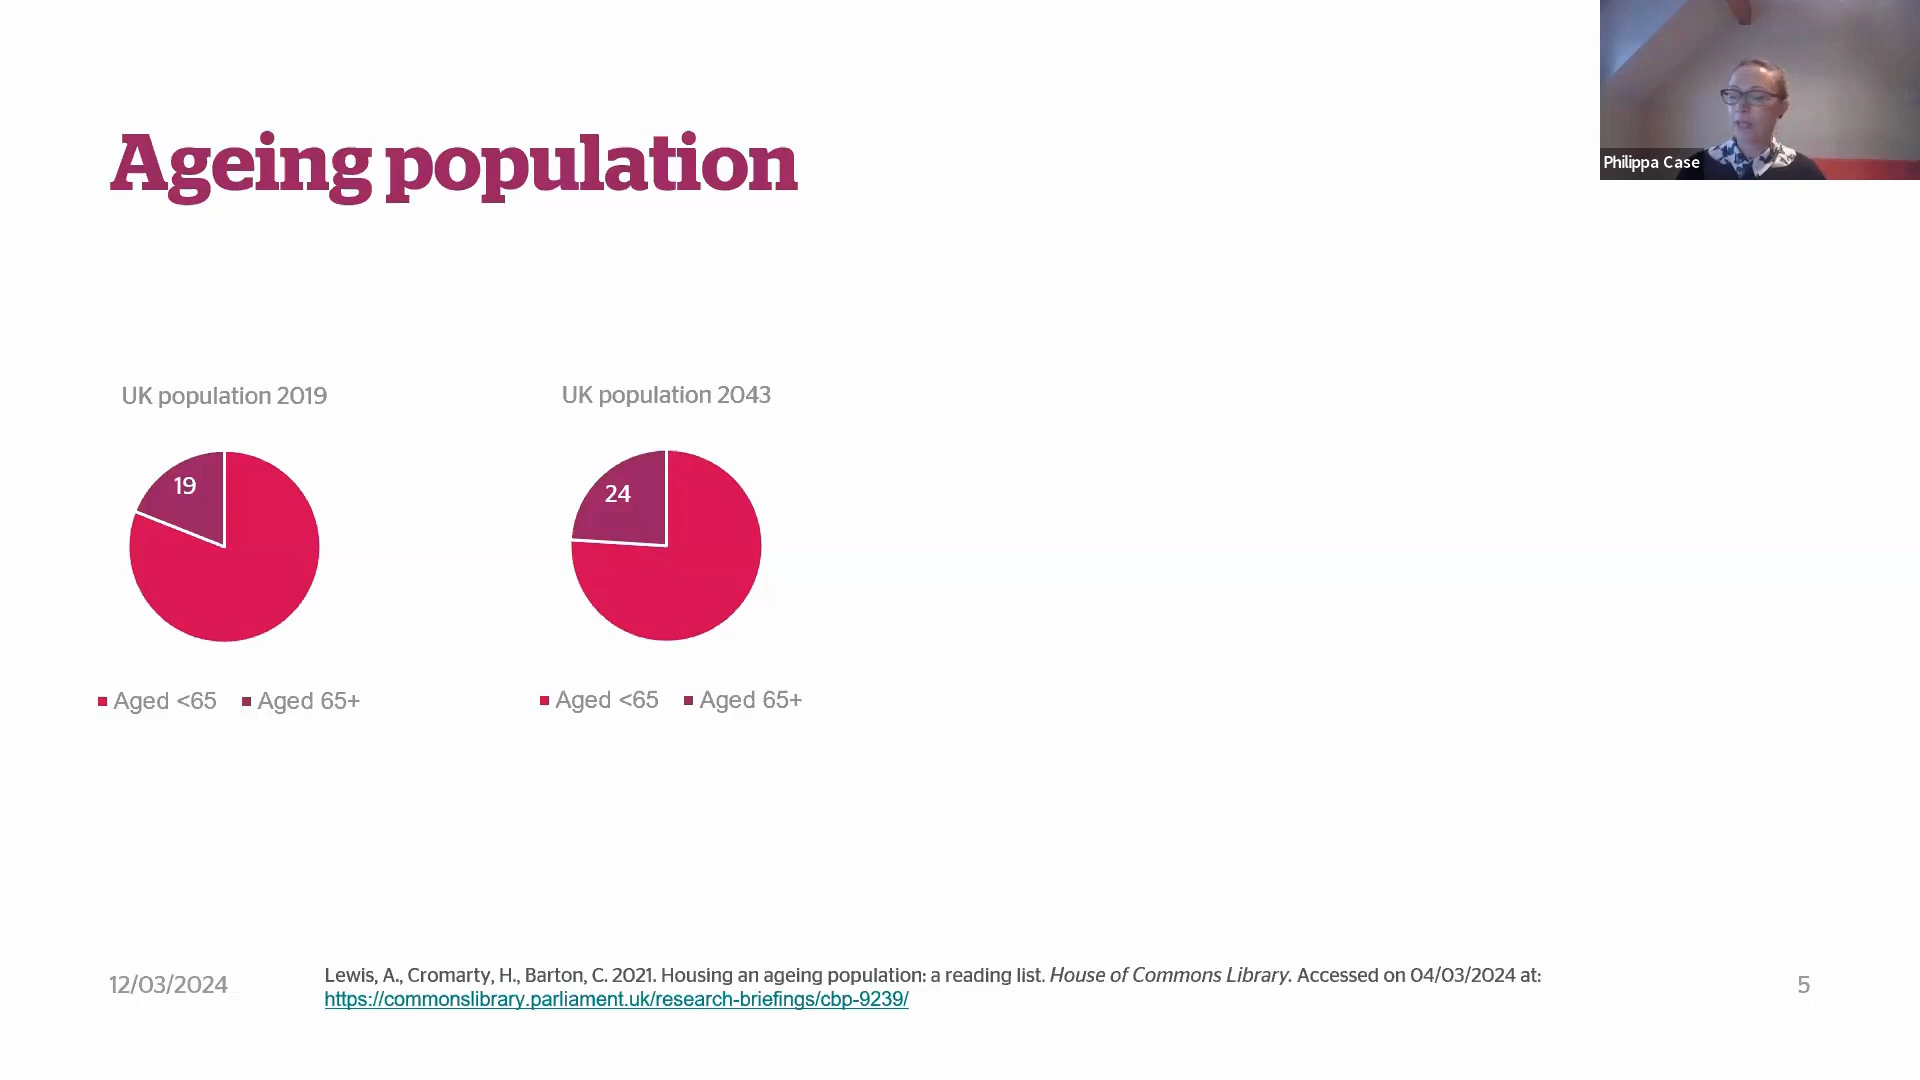 Ageing population
Philippa Case
UK population 2019
UK population 2043
19
24
Aged <65 Aged 65+
Aged <65 Aged 65+
12/03/2024
Lewis, A., Cromarty, H., Barton, C. 2021. Housing an ageing population: a reading list. House of Commons Library. Accessed on 04/03/2024 at:
https://commonslibrary.parliament.uk/research-briefings/cbp-9239/
5